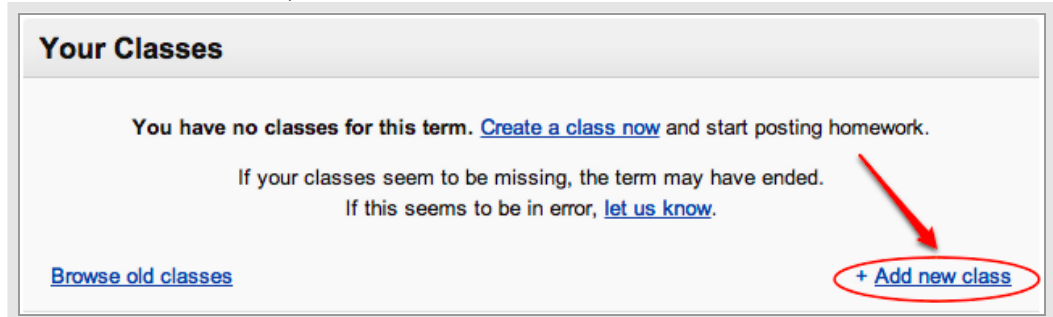 Your Classes
You have no classes for this term. Create a class now and start posting homework.
If your classes seem to be missing, the term may have ended.
If this seems to be in error, let us know.
Browse old classes
+ Add new class